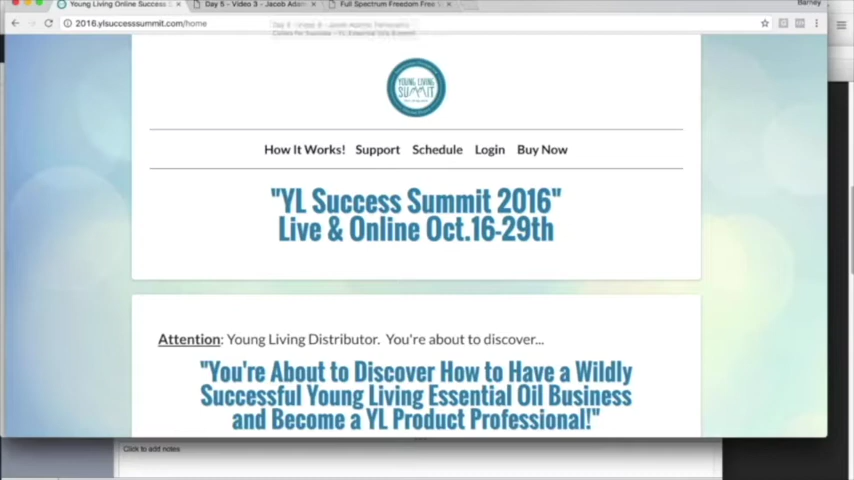 Young Living Online Success S
Day 5 - Video 3 - Jacob Adam
Full Spectrum Freedom Free V
Barney
2016.ylsuccesssummit.com/home
YOUNG LIVING
SUMMIT
How It Works! Support Schedule Login Buy Now
"YL Success Summit 2016"
Live & Online Oct.16-29th
Attention: Young Living Distributor. You're about to discover...
"You're About to Discover How to Have a Wildly
Successful Young Living Essential Oil Business
and Become a YL Product Professional!"
Click to add notes